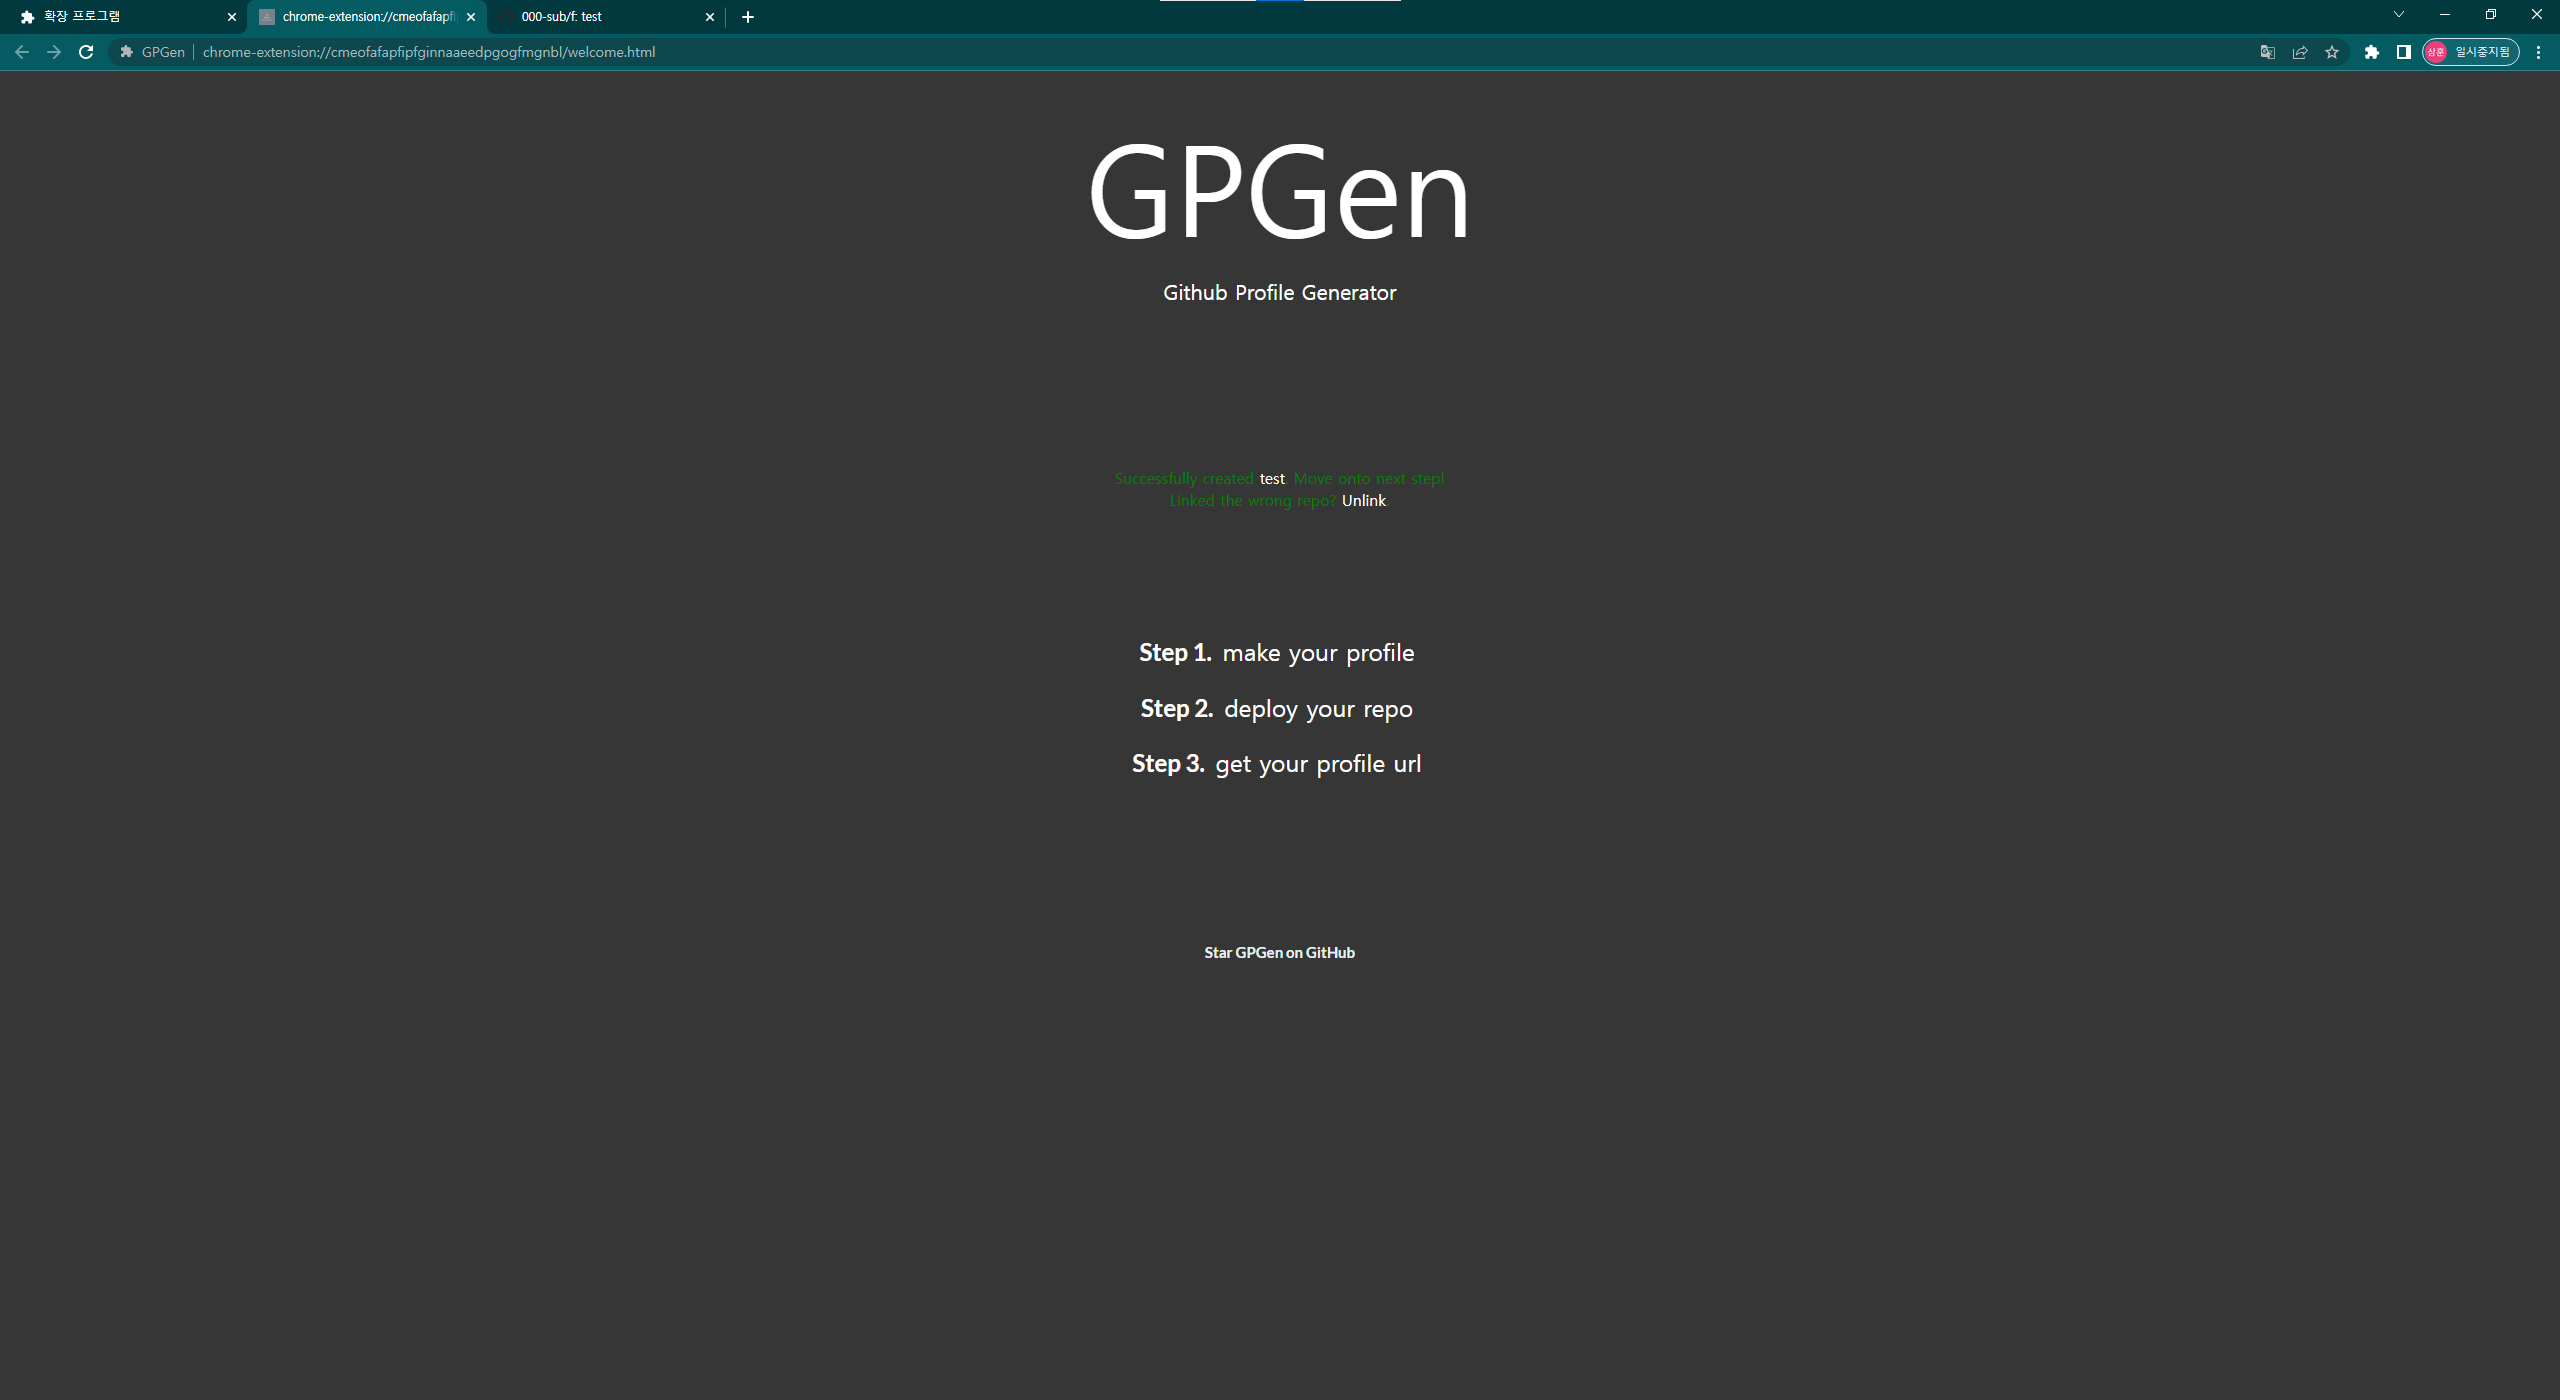 확장 프로그램
chrome-extension://cmeofafapfi
000-sub/f: test
GPGen
chrome-extension://cmeofafapfipfginnaaeedpgogfmgnbl/welcome.html
상훈
일시중지됨
GPGen
Github Profile Generator
Successfully created test. Move onto next step!
Linked the wrong repo? Unlink.
Step 1. make your profile
Step 2. deploy your repo
Step 3. get your profile url
Star GPGen on GitHub